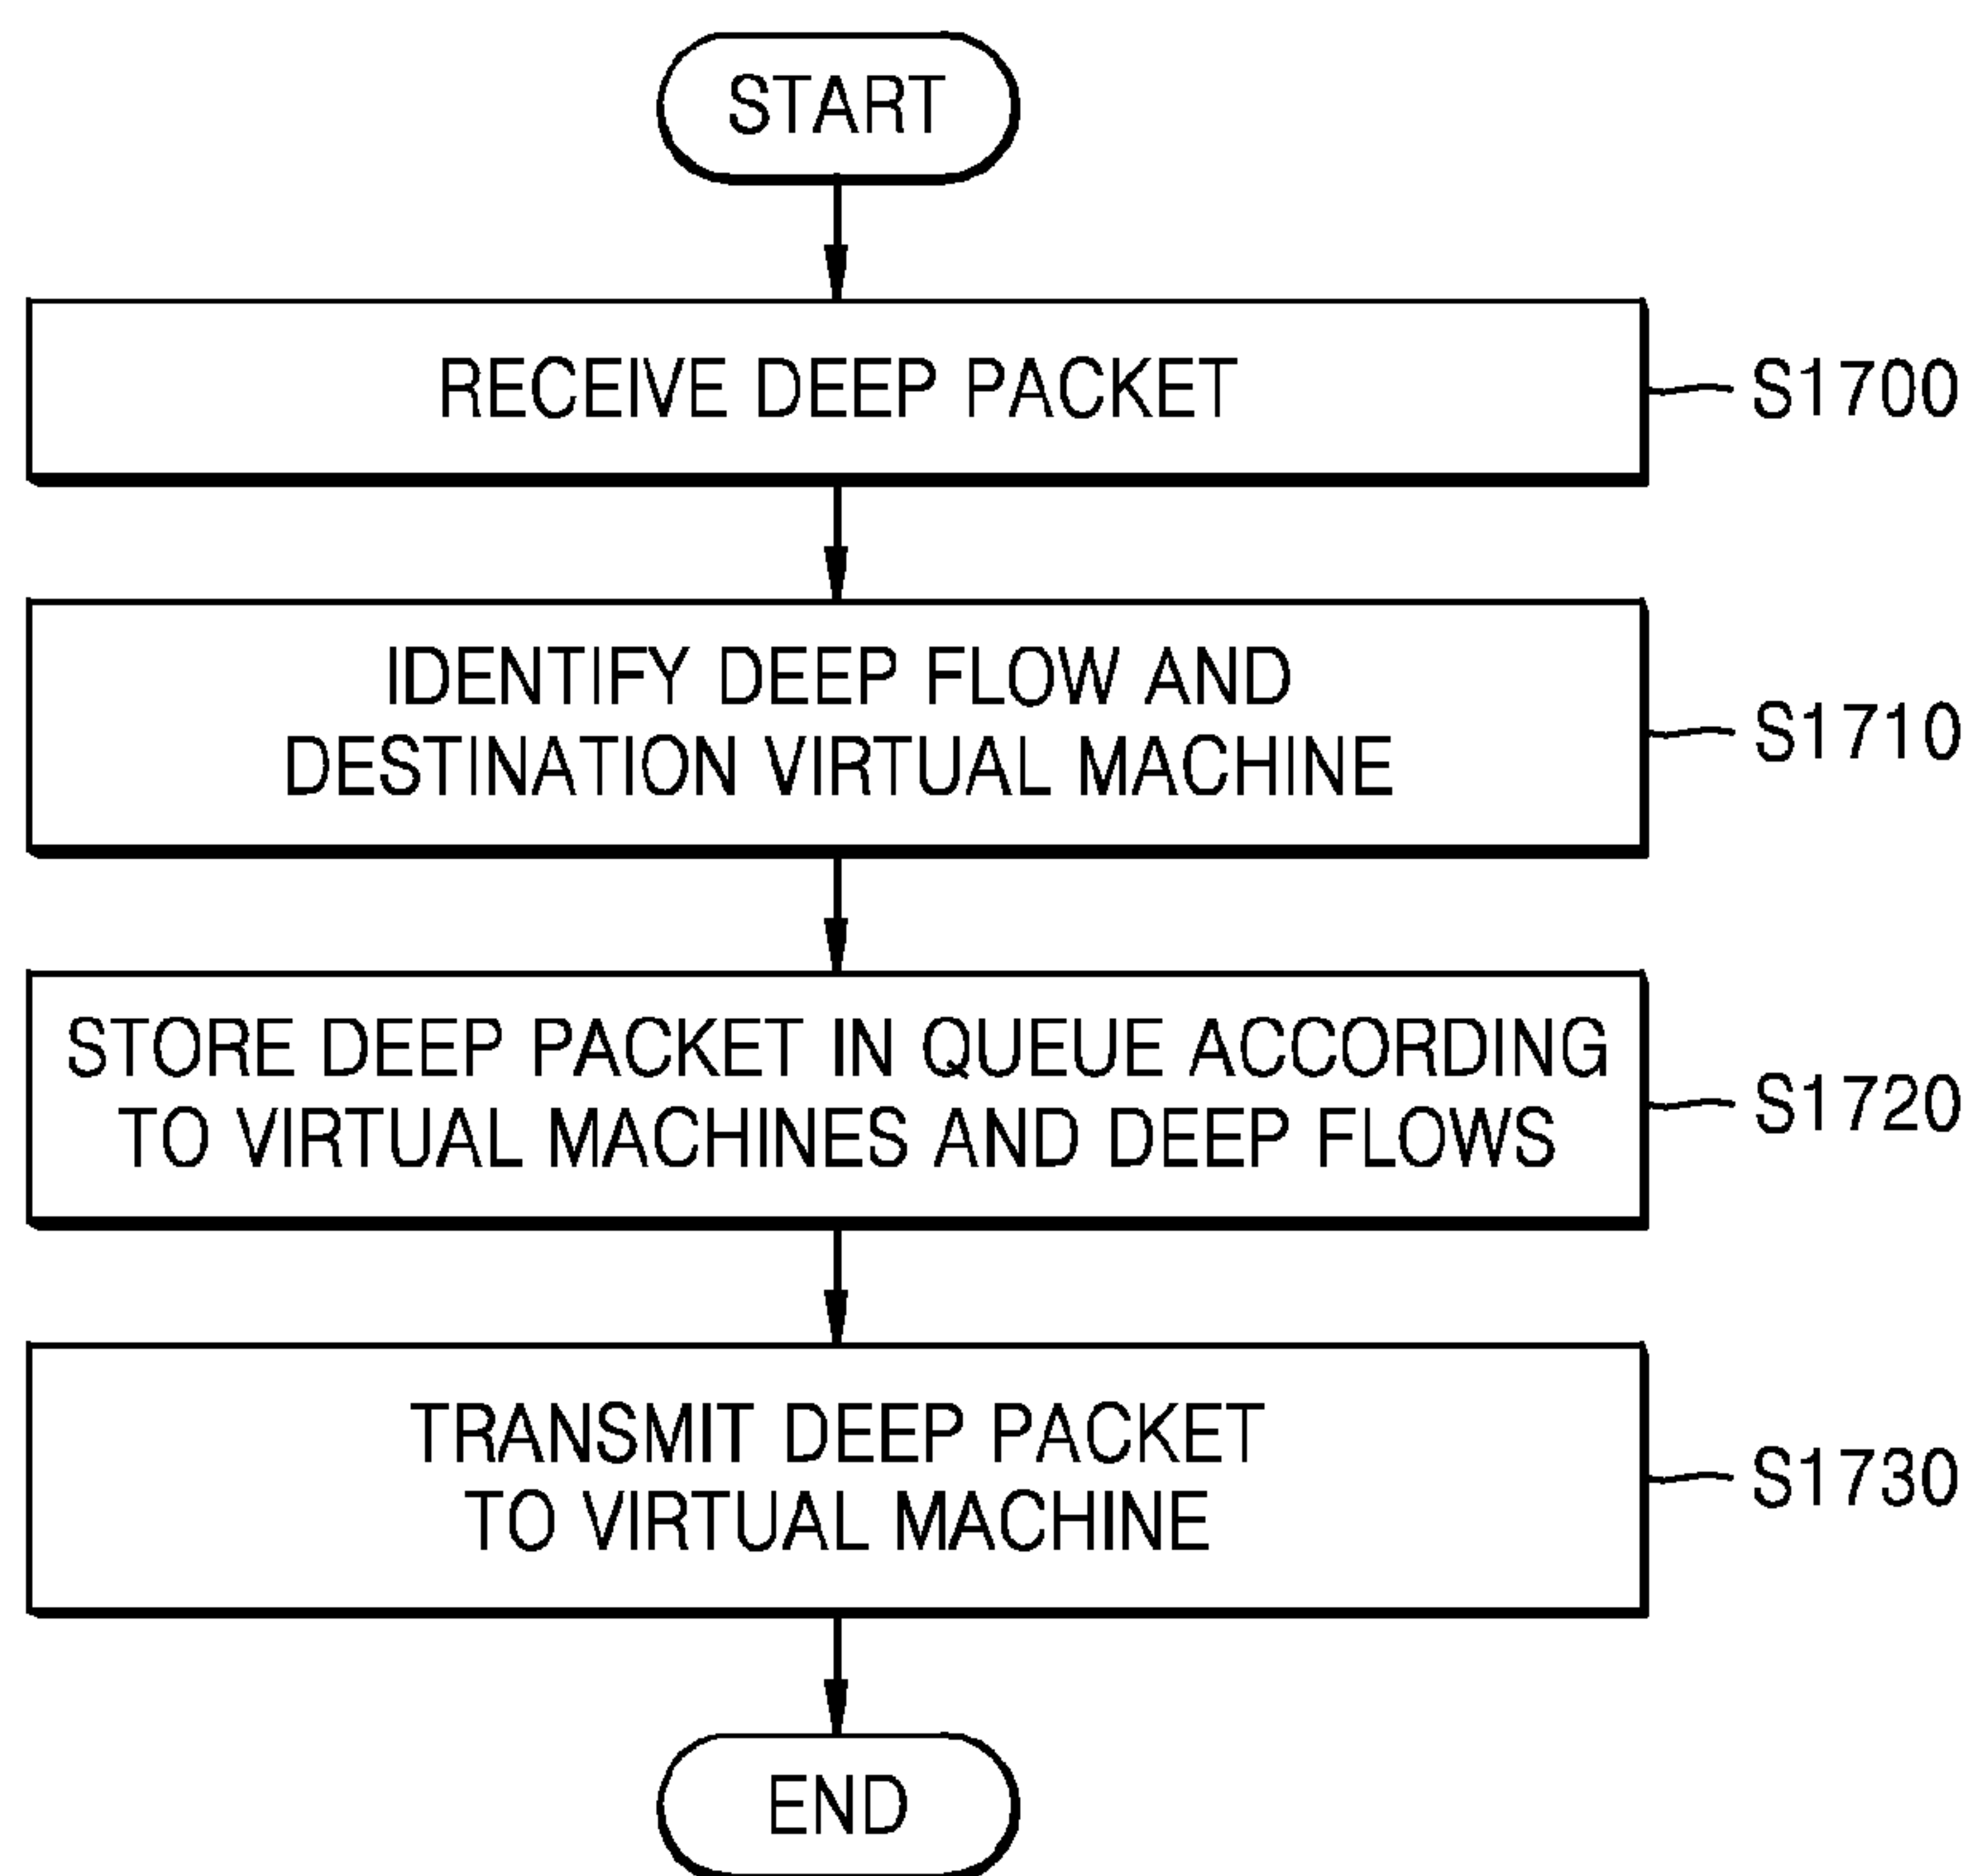 START
RECEIVE DEEP PACKET
S1700
IDENTIFY DEEP FLOW AND
DESTINATION VIRTUAL MACHINE
S1710
STORE DEEP PACKET IN QUEUE ACCORDING
TO VIRTUAL MACHINES AND DEEP FLOWS
S1720
TRANSMIT DEEP PACKET
TO VIRTUAL MACHINE
S1730
END